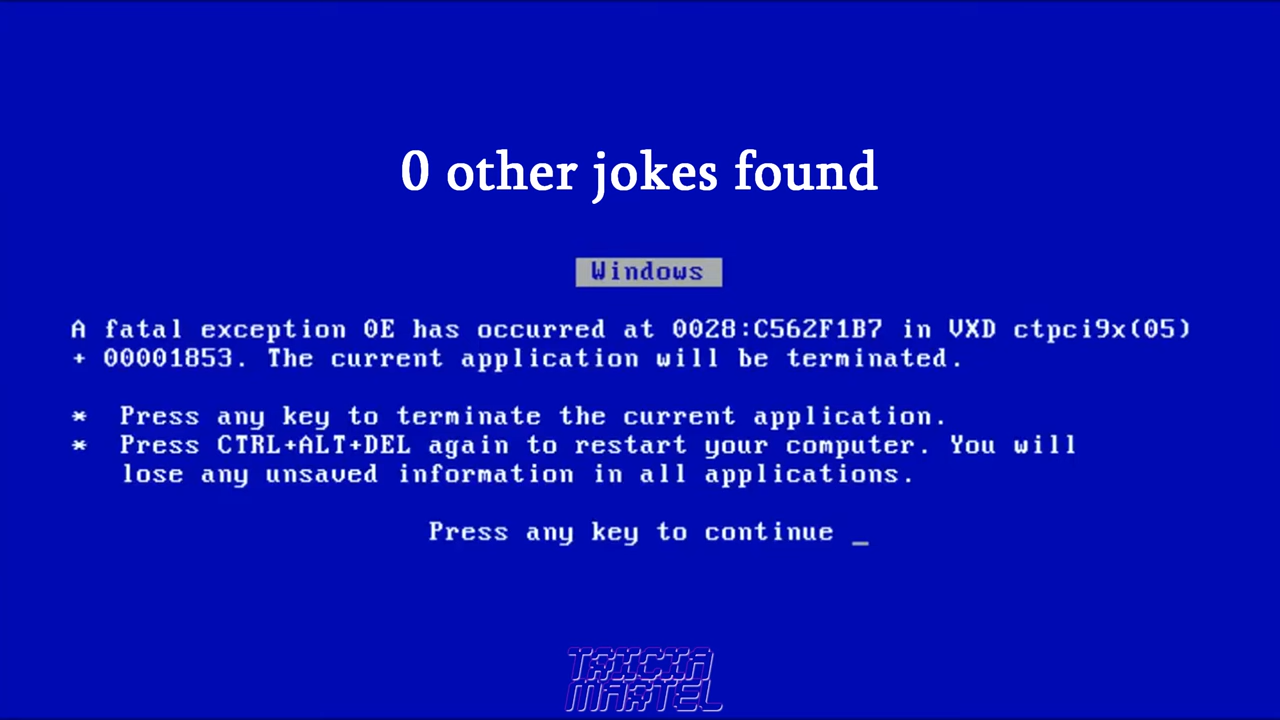 0 other jokes found
Windows
A fatal exception 0E has occurred at 0028:C562F1B7 in VXD ctpci9x(05)
+ 00001853. The current application will be terminated.
* Press any key to terminate the current application.
* Press CTRL+ALT+DEL again to restart your computer. You will
lose any unsaved information in all applications.
Press any key to continue _
TRICIA
MARTEL